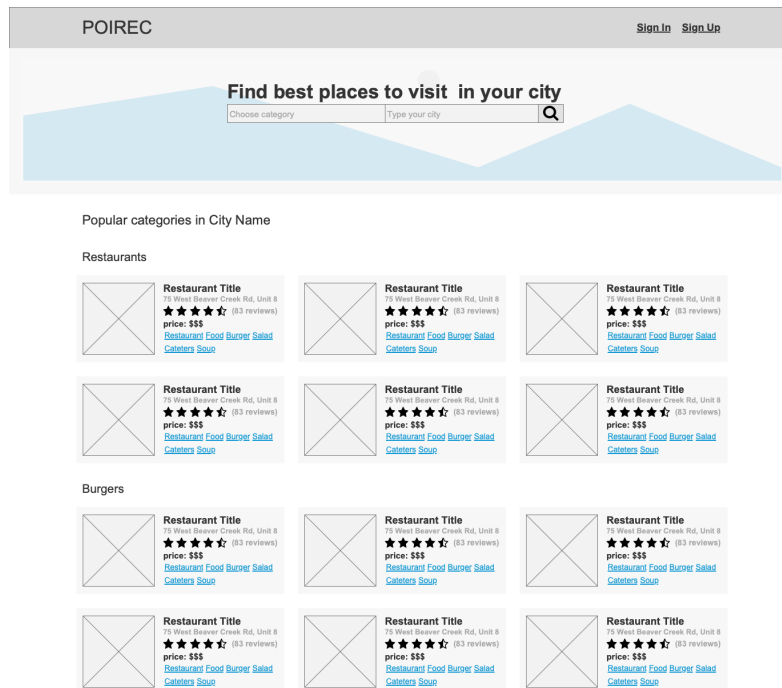 POIREC
Sign In Sign Up
Find best places to visit in your city
Choose category
Type your city
Popular categories in City Name
Restaurants
Restaurant Title
75 West Beaver Creek Rd, Unit 8
(83 reviews)
price: $$$
Restaurant Food Burger Salad
Cateters Soup
Restaurant Title
75 West Beaver Creek Rd, Unit 8
(83 reviews)
price: $$$
Restaurant Food Burger Salad
Cateters Soup
Restaurant Title
75 West Beaver Creek Rd, Unit 8
(83 reviews)
price: $$$
Restaurant Food Burger Salad
Cateters Soup
Restaurant Title
75 West Beaver Creek Rd, Unit 8
(83 reviews)
price: $$$
Restaurant Food Burger Salad
Cateters Soup
Restaurant Title
75 West Beaver Creek Rd, Unit 8
(83 reviews)
price: $$$
Restaurant Food Burger Salad
Cateters Soup
Restaurant Title
75 West Beaver Creek Rd, Unit 8
(83 reviews)
price: $$$
Restaurant Food Burger Salad
Cateters Soup
Burgers
Restaurant Title
75 West Beaver Creek Rd, Unit 8
(83 reviews)
price: $$$
Restaurant Food Burger Salad
Cateters Soup
Restaurant Title
75 West Beaver Creek Rd, Unit 8
(83 reviews)
price: $$$
Restaurant Food Burger Salad
Cateters Soup
Restaurant Title
75 West Beaver Creek Rd, Unit 8
(83 reviews)
price: $$$
Restaurant Food Burger Salad
Cateters Soup
Restaurant Title
75 West Beaver Creek Rd, Unit 8
(83 reviews)
price: $$$
Restaurant Food Burger Salad
Cateters Soup
Restaurant Title
75 West Beaver Creek Rd, Unit 8
(83 reviews)
price: $$$
Restaurant Food Burger Salad
Cateters Soup
Restaurant Title
75 West Beaver Creek Rd, Unit 8
(83 reviews)
price: $$$
Restaurant Food Burger Salad
Cateters Soup